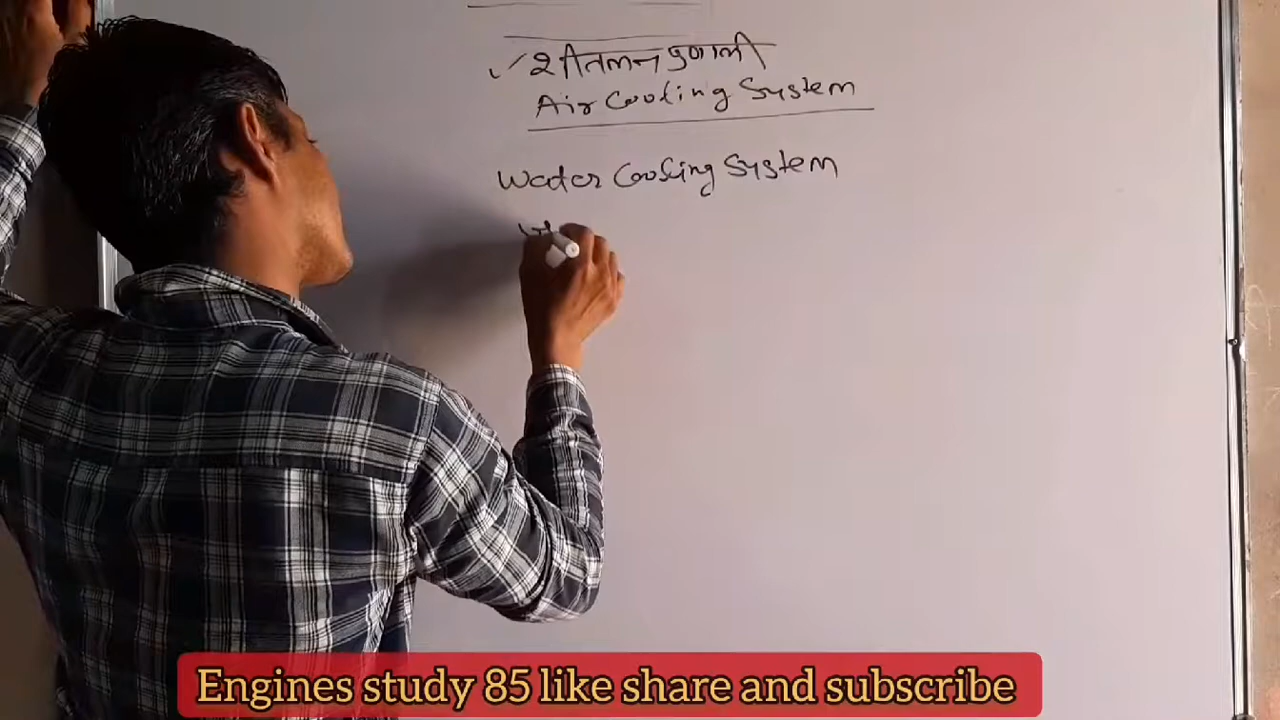 शीतलन प्रणाली
Air Cooling System
Water Cooling System
Engines study 85 like share and subscribe